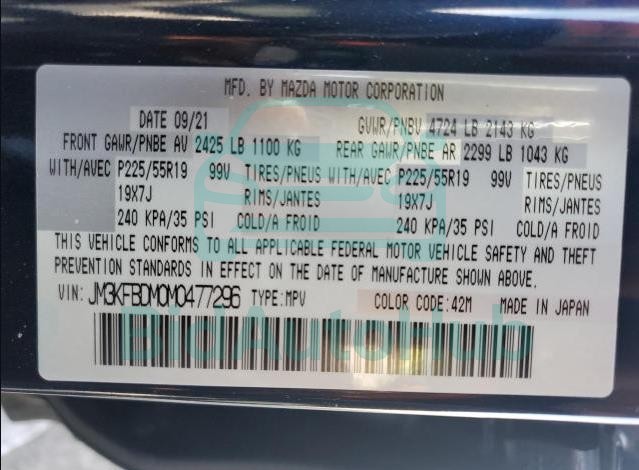 MFD. BY MAZDA MOTOR CORPORATION
DATE 09/21 GVWR/PNBV 4724 LB 2143 KG
FRONT GAWR/PNBE AV 2425 LB 1100 KG REAR GAWR/PNBE AR 2299 LB 1043 KG
WITH/AVEC P225/55R19 99V TIRES/PNEUS WITH/AVEC P225/55R19 99V TIRES/PNEUS
19X7J RIMS/JANTES 19X7J RIMS/JANTES
240 KPA/35 PSI COLD/A FROID 240 KPA/35 PSI COLD/A FROID
THIS VEHICLE CONFORMS TO ALL APPLICABLE FEDERAL MOTOR VEHICLE SAFETY AND THEFT
PREVENTION STANDARDS IN EFFECT ON THE DATE OF MANUFACTURE SHOWN ABOVE.
VIN: JM3KFBDM0M0477296 TYPE:MPV COLOR CODE:42M MADE IN JAPAN
BidAutoHub